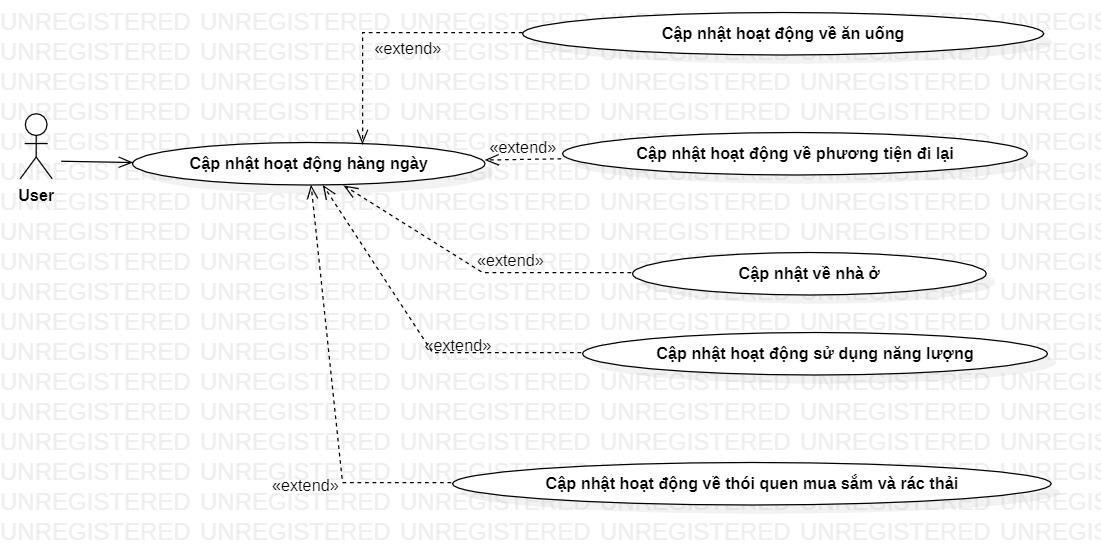 Cập nhật hoạt động về ăn uống
«extend»
«extend»
Cập nhật hoạt động về phương tiện đi lại
Cập nhật hoạt động hàng ngày
User
«extend»
Cập nhật về nhà ở
«extend»
Cập nhật hoạt động sử dụng năng lượng
«extend»
Cập nhật hoạt động về thói quen mua sắm và rác thải
UNREGISTERED